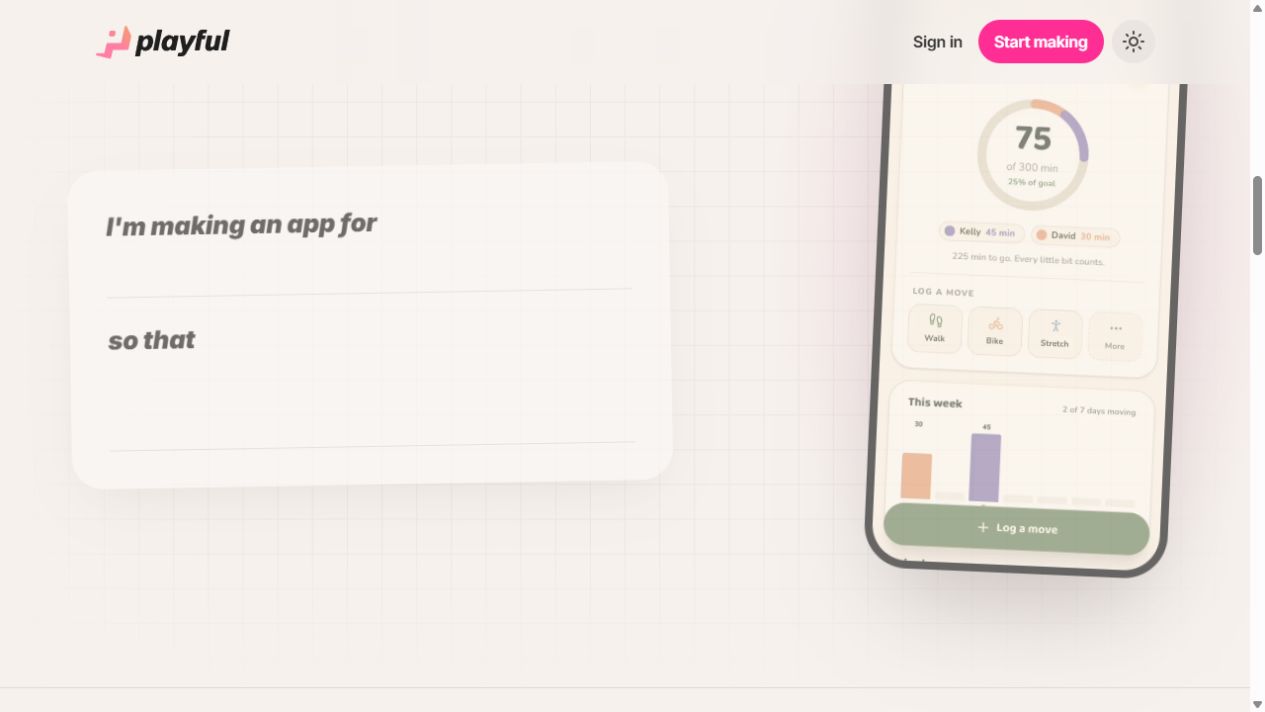 playful
Sign in
Start making
I'm making an app for
so that
75
of 300 min
25% of goal
Kelly 45 min
David 30 min
225 min to go. Every little bit counts.
LOG A MOVE
Walk
Bike
Stretch
More
This week
2 of 7 days moving
30
45
+ Log a move